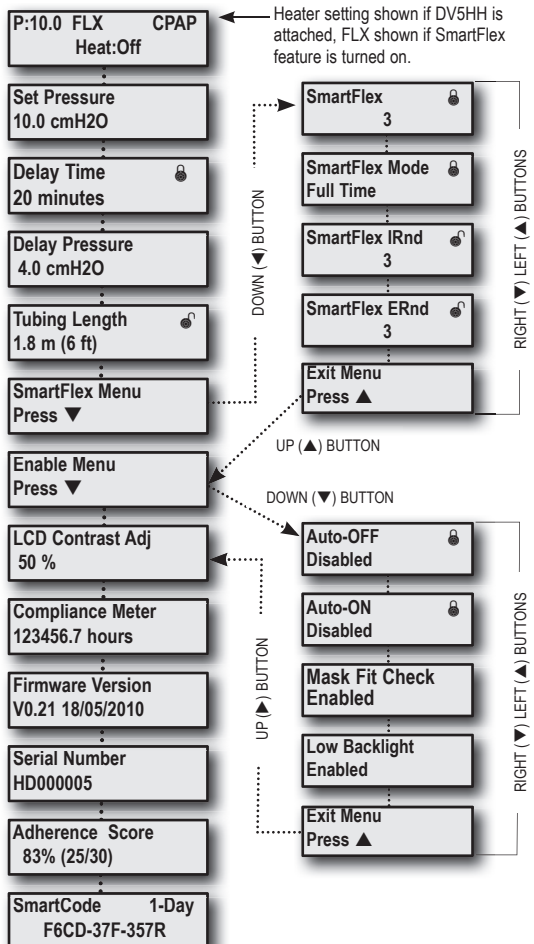 P:10.0 FLX CPAP
Heat:Off
Heater setting shown if DV5HH is
attached, FLX shown if SmartFlex
feature is turned on.
Set Pressure
10.0 cmH2O
Delay Time
20 minutes
Delay Pressure
4.0 cmH2O
Tubing Length
1.8 m (6 ft)
SmartFlex Menu
Press ▼
DOWN (▼) BUTTON
SmartFlex
3
SmartFlex Mode
Full Time
SmartFlex IRnd
3
SmartFlex ERnd
3
Exit Menu
Press ▲
RIGHT (▼) LEFT (▲) BUTTONS
UP (▲) BUTTON
Enable Menu
Press ▼
DOWN (▼) BUTTON
LCD Contrast Adj
50 %
Compliance Meter
123456.7 hours
Firmware Version
V0.21 18/05/2010
Serial Number
HD000005
Adherence Score
83% (25/30)
SmartCode 1-Day
F6CD-37F-357R
UP (▲) BUTTON
Auto-OFF
Disabled
Auto-ON
Disabled
Mask Fit Check
Enabled
Low Backlight
Enabled
Exit Menu
Press ▲
RIGHT (▼) LEFT (▲) BUTTONS